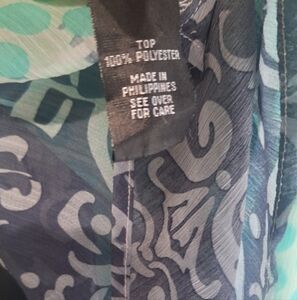 TOP
100% POLYESTER
MADE IN
PHILIPPINES
SEE OVER
FOR CARE